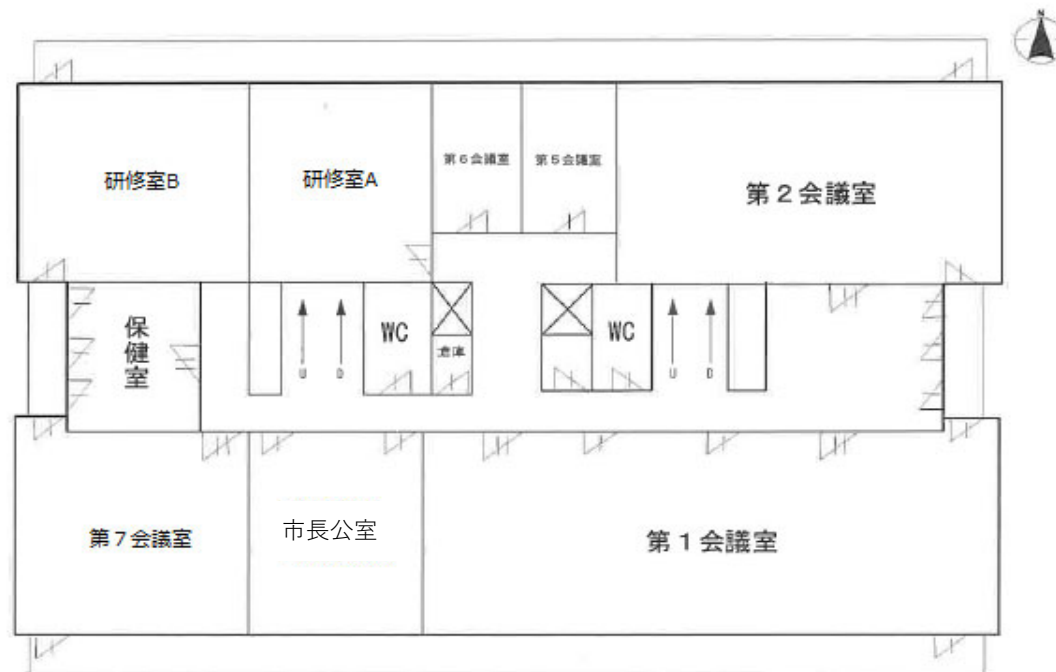 N
第6会議室
第5会議室
研修室B
研修室A
第2会議室
保健室
WC
WC
倉庫
U
D
U
D
第7会議室
市長公室
第1会議室